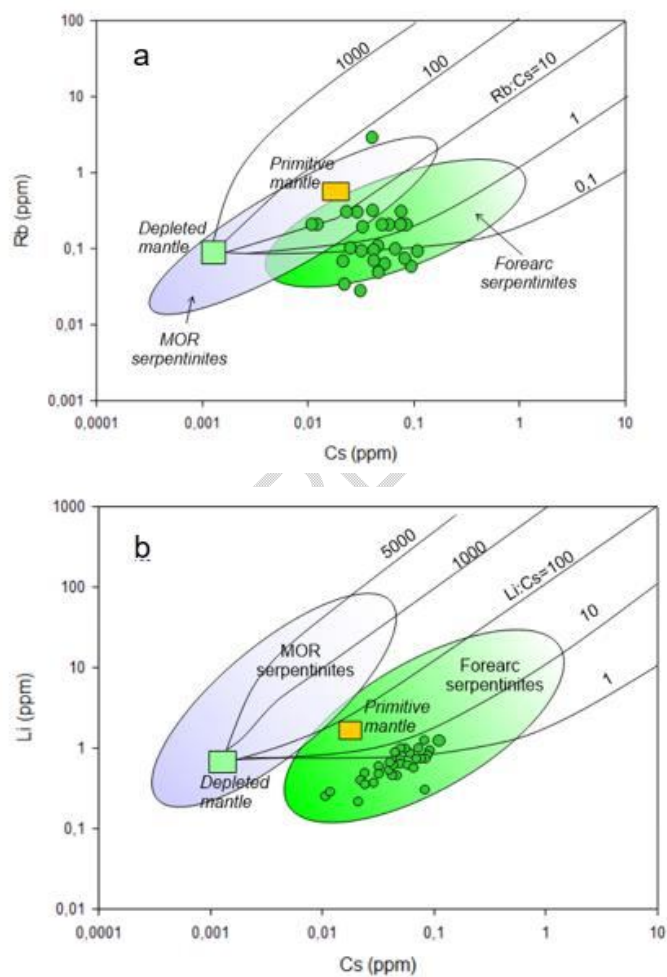 a
100
10
1
0,1
0,01
0,001
Rb (ppm)
1000
100
Rb:Cs=10
1
0,1
Primitive
mantle
Depleted
mantle
MOR
serpentinites
Forearc
serpentinites
0,0001
0,001
0,01
0,1
1
10
Cs (ppm)
b
1000
100
10
1
0,1
0,01
Li (ppm)
5000
1000
Li:Cs=100
10
1
MOR
serpentinites
Forearc
serpentinites
Primitive
mantle
Depleted
mantle
0,0001
0,001
0,01
0,1
1
10
Cs (ppm)